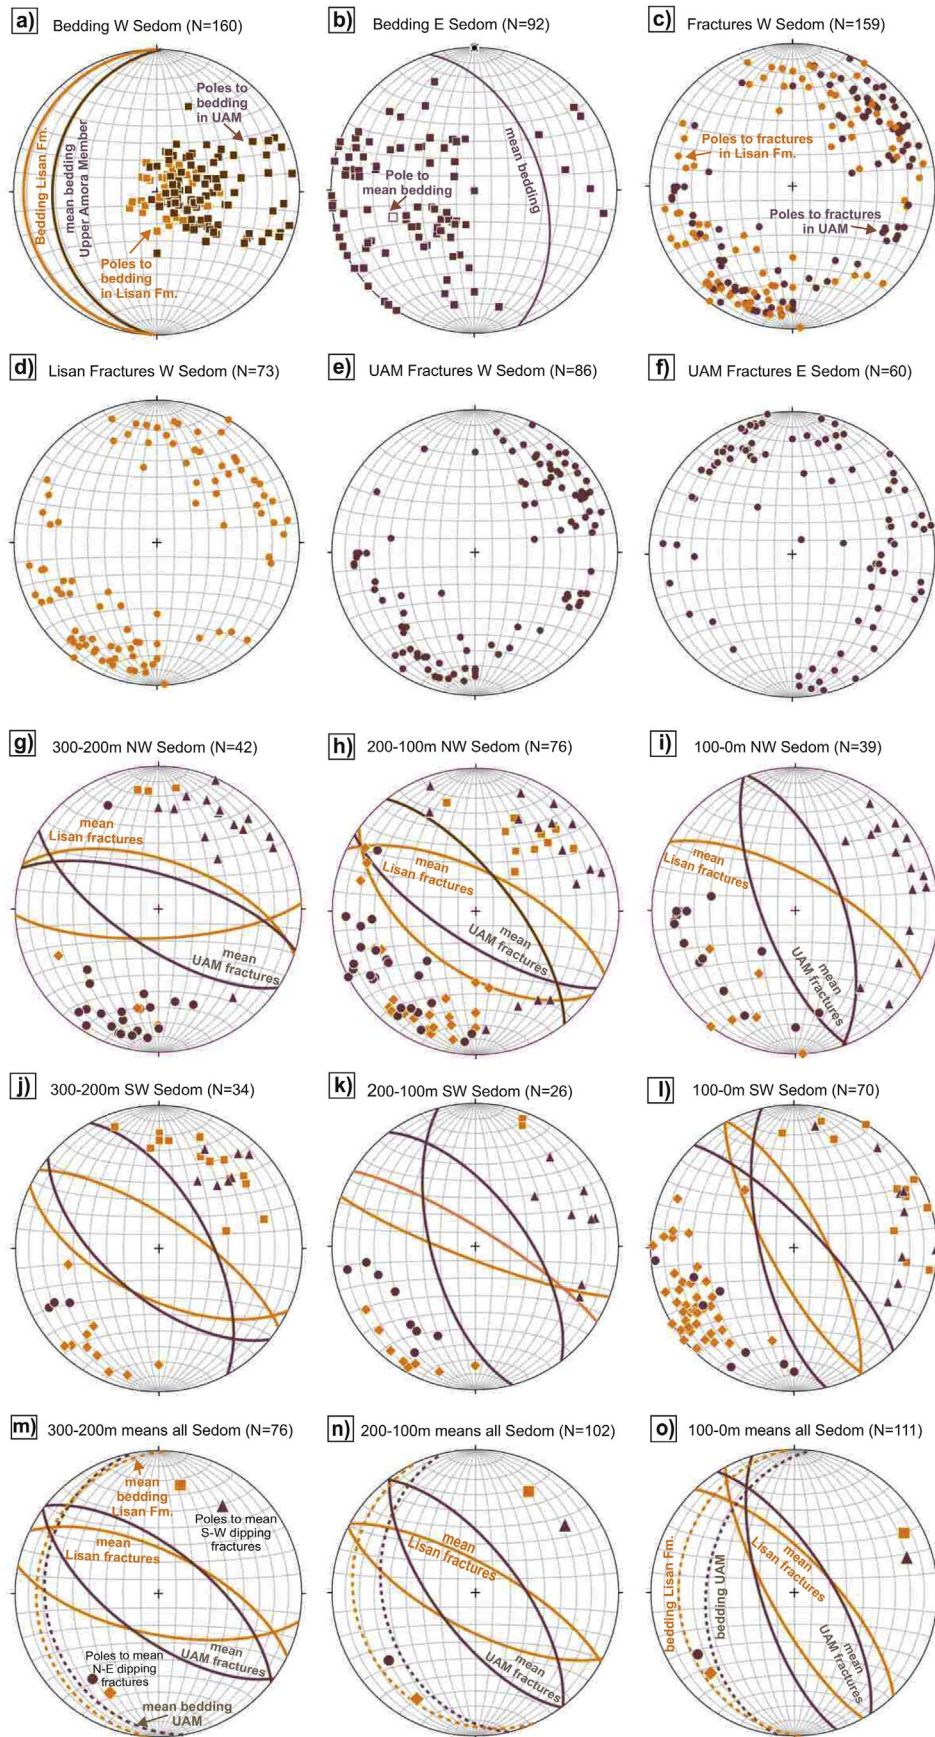 a) Bedding W Sedom (N=160)
Poles to
bedding
in UAM
Bedding Lisan Fm.
mean bedding
Upper Amora Member
Poles to
bedding
in Lisan Fm.
b) Bedding E Sedom (N=92)
mean bedding
Pole to
mean bedding
c) Fractures W Sedom (N=159)
Poles to fractures
in Lisan Fm.
Poles to fractures
in UAM
d) Lisan Fractures W Sedom (N=73)
e) UAM Fractures W Sedom (N=86)
f) UAM Fractures E Sedom (N=60)
g) 300-200m NW Sedom (N=42)
mean
Lisan fractures
mean
UAM fractures
h) 200-100m NW Sedom (N=76)
mean
Lisan fractures
mean
UAM fractures
i) 100-0m NW Sedom (N=39)
mean
Lisan fractures
mean
UAM fractures
j) 300-200m SW Sedom (N=34)
k) 200-100m SW Sedom (N=26)
l) 100-0m SW Sedom (N=70)
m) 300-200m means all Sedom (N=76)
mean
bedding
Lisan Fm.
Poles to mean
S-W dipping
fractures
mean
Lisan fractures
mean
UAM fractures
Poles to mean
N-E dipping
fractures
mean bedding
UAM
n) 200-100m means all Sedom (N=102)
mean
Lisan fractures
mean
UAM fractures
o) 100-0m means all Sedom (N=111)
bedding Lisan Fm.
bedding UAM
mean
Lisan fractures
mean
UAM fractures